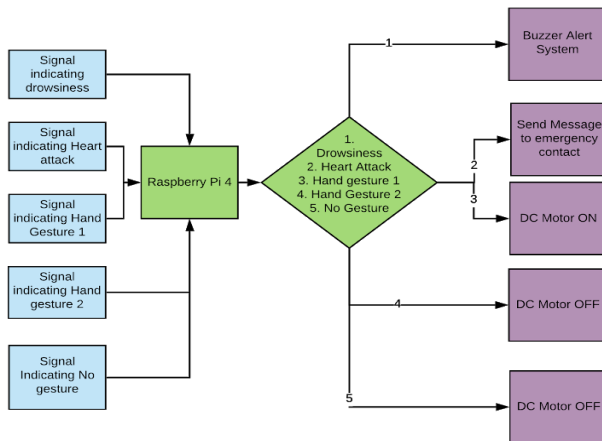 Signal
indicating
drowsiness
Signal
indicating Heart
attack
Signal
indicating Hand
Gesture 1
Signal
indicating Hand
gesture 2
Signal
Indicating No
gesture
Raspberry Pi 4
1.
Drowsiness
2. Heart Attack
3. Hand gesture 1
4. Hand Gesture 2
5. No Gesture
1
2
3
4
5
Buzzer Alert
System
Send Message
to emergency
contact
DC Motor ON
DC Motor OFF
DC Motor OFF